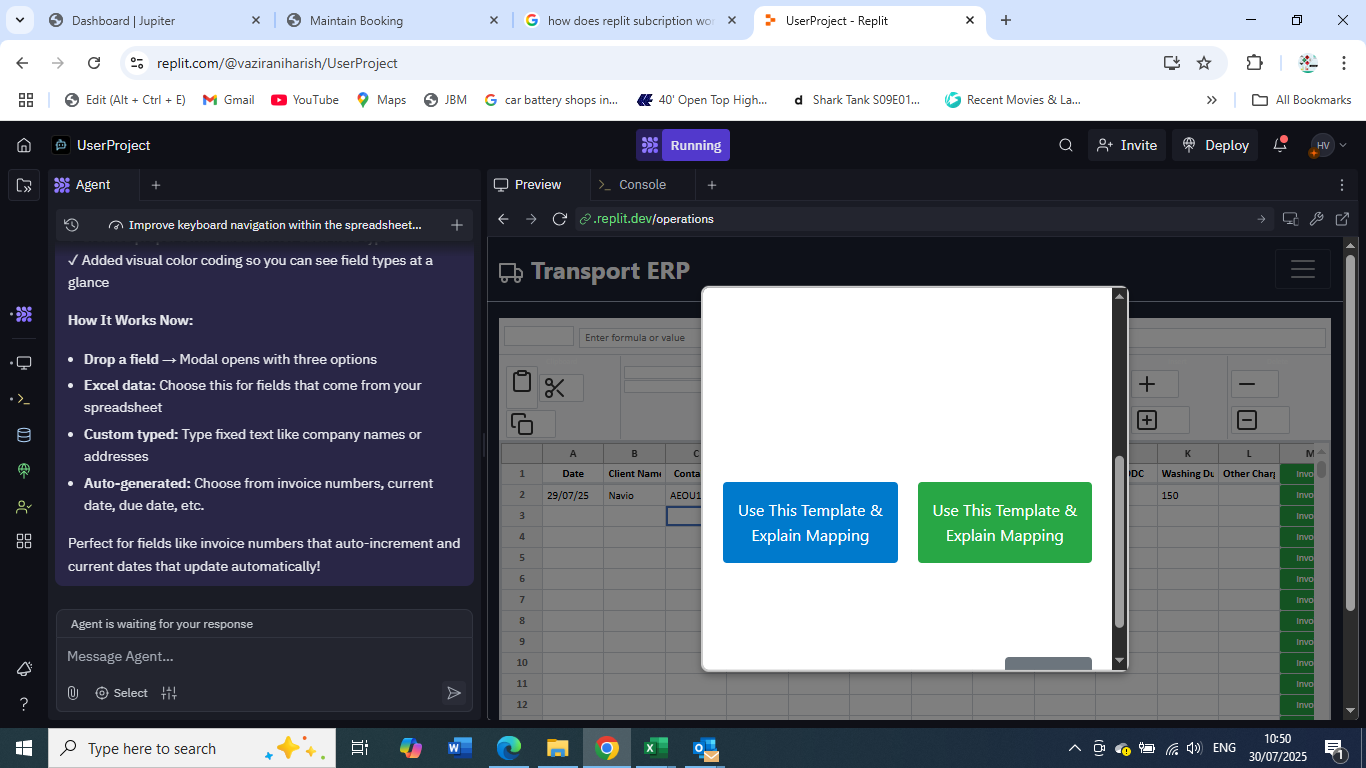 Dashboard | Jupiter
Maintain Booking
how does replit subcription wo
UserProject - Replit
replit.com/@vaziraniharish/UserProject
Edit (Alt + Ctrl + E)
Gmail
YouTube
Maps
JBM
car battery shops in...
40' Open Top High...
Shark Tank S09E01...
Recent Movies & La...
All Bookmarks
UserProject
Running
Invite
Deploy
HV
Agent
Preview
Console
Improve keyboard navigation within the spreadsheet...
.replit.dev/operations
✓ Added visual color coding so you can see field types at a
glance
How It Works Now:
• Drop a field → Modal opens with three options
• Excel data: Choose this for fields that come from your
spreadsheet
• Custom typed: Type fixed text like company names or
addresses
• Auto-generated: Choose from invoice numbers, current
date, due date, etc.
Perfect for fields like invoice numbers that auto-increment and
current dates that update automatically!
Agent is waiting for your response
Message Agent...
Select
Transport ERP
Enter formula or value
A B C K L M
1 Date Client Name Conta DC Washing Du Other Charg Invo
2 29/07/25 Navio AEOU1 150 Invo
3 Invo
4 Invo
5 Invo
6 Invo
7 Invo
8 Invo
9 Invo
10 Invo
11 Invo
12 Invo
Use This Template &
Explain Mapping
Use This Template &
Explain Mapping
Type here to search
ENG
10:50
30/07/2025
1